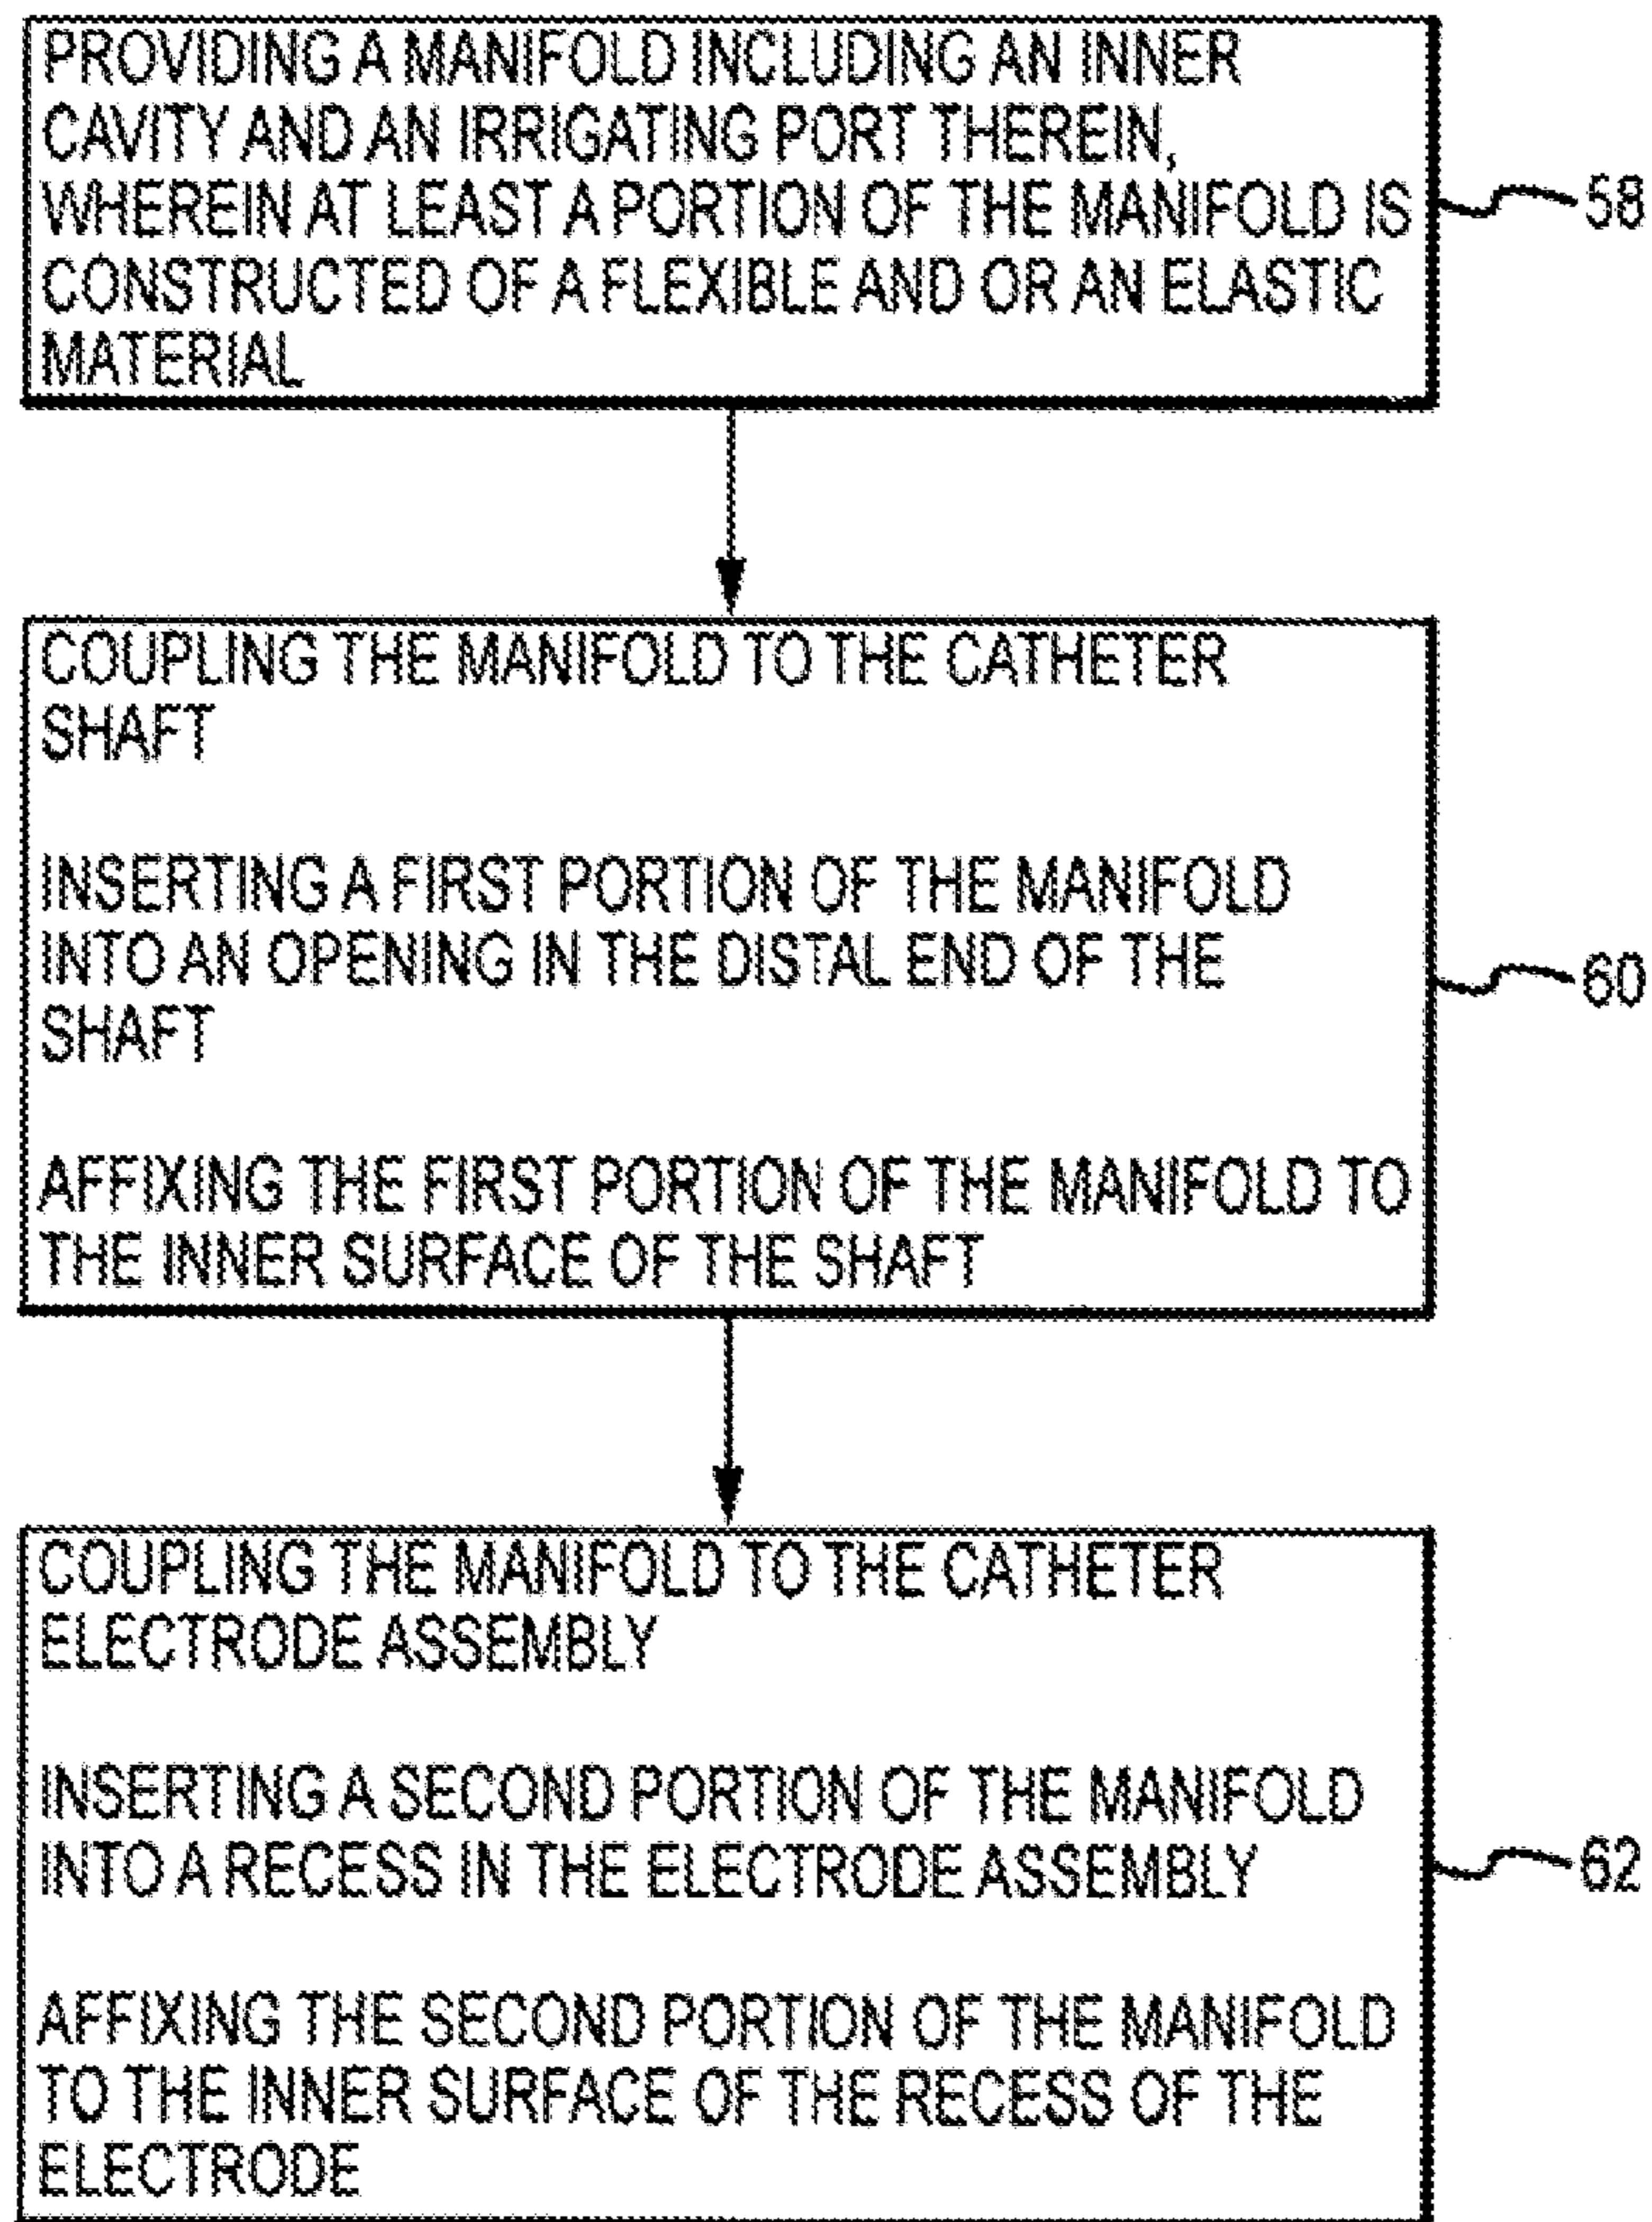 PROVIDING A MANIFOLD INCLUDING AN INNER
CAVITY AND AN IRRIGATING PORT THEREIN,
WHEREIN AT LEAST A PORTION OF THE MANIFOLD IS
CONSTRUCTED OF A FLEXIBLE AND OR AN ELASTIC
MATERIAL
58
COUPLING THE MANIFOLD TO THE CATHETER
SHAFT
INSERTING A FIRST PORTION OF THE MANIFOLD
INTO AN OPENING IN THE DISTAL END OF THE
SHAFT
AFFIXING THE FIRST PORTION OF THE MANIFOLD TO
THE INNER SURFACE OF THE SHAFT
60
COUPLING THE MANIFOLD TO THE CATHETER
ELECTRODE ASSEMBLY
INSERTING A SECOND PORTION OF THE MANIFOLD
INTO A RECESS IN THE ELECTRODE ASSEMBLY
AFFIXING THE SECOND PORTION OF THE MANIFOLD
TO THE INNER SURFACE OF THE RECESS OF THE
ELECTRODE
62